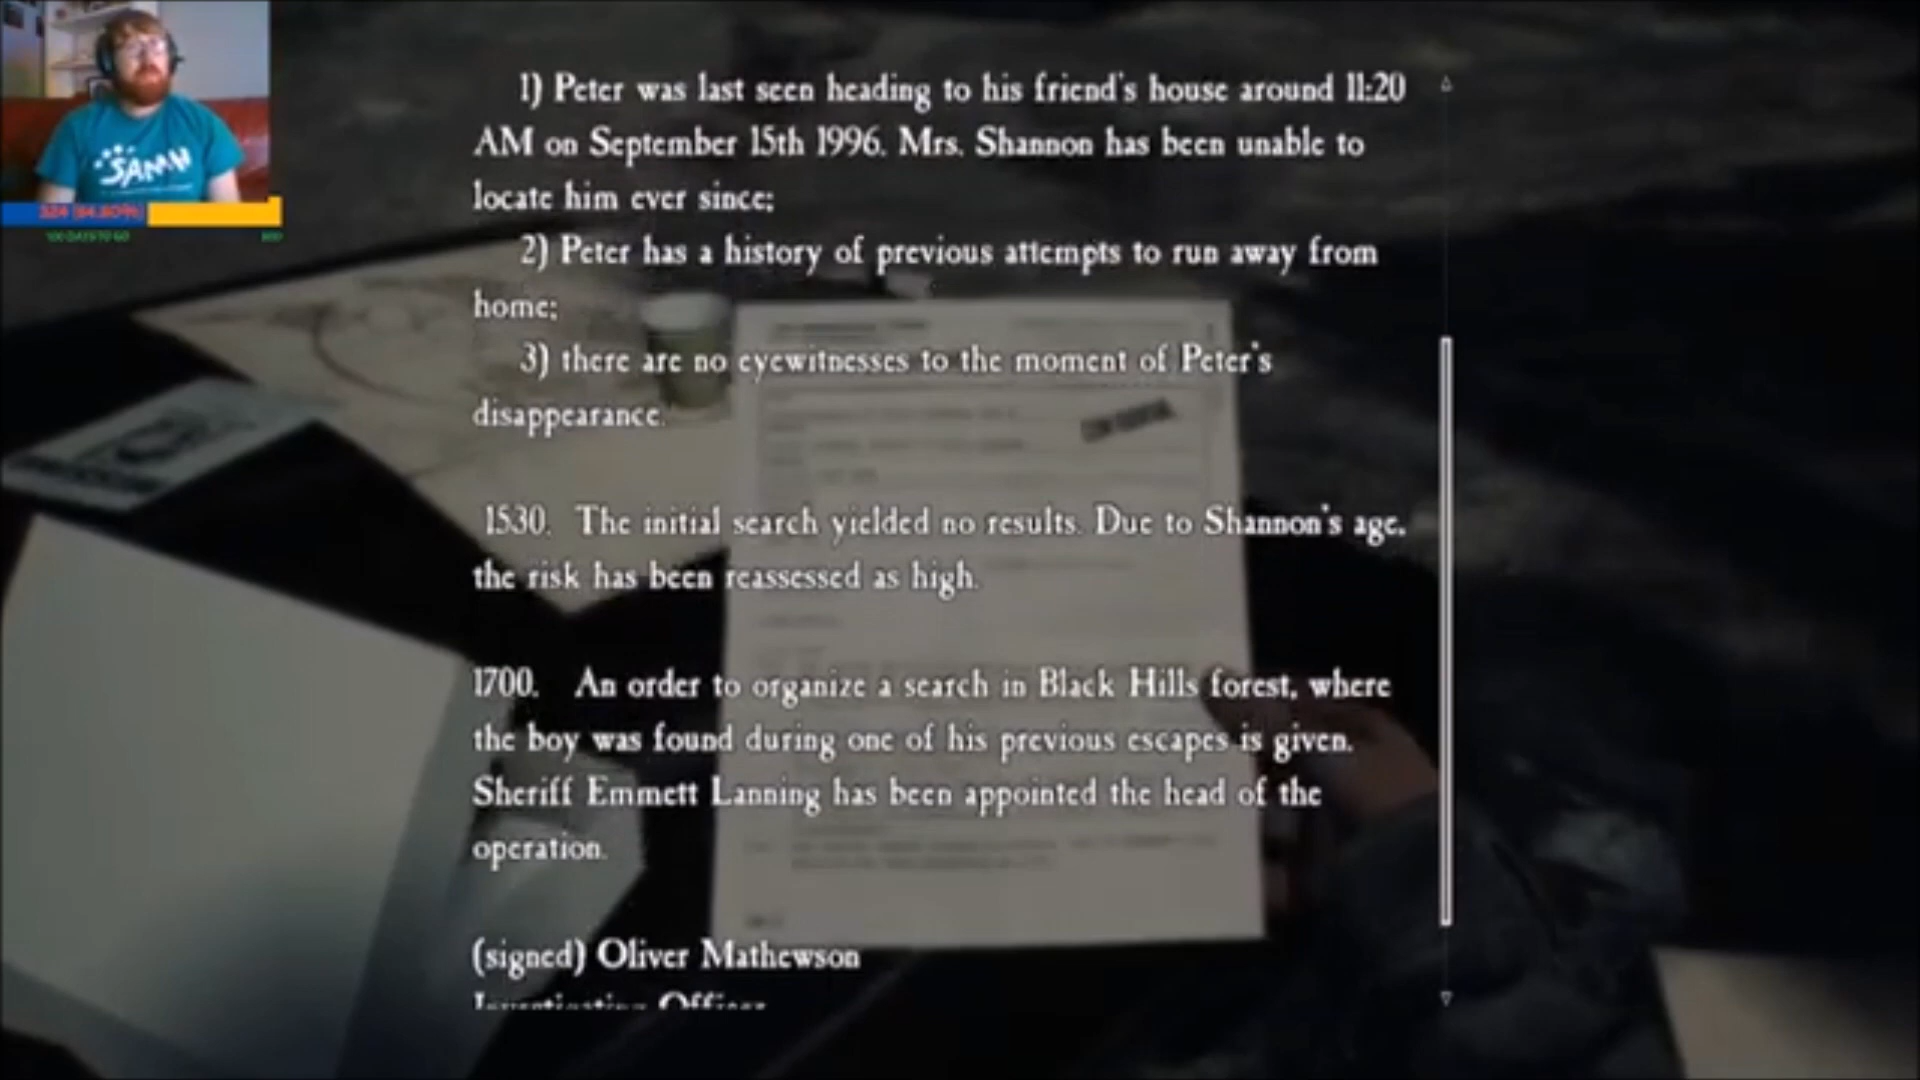 SAMH
1) Peter was last seen heading to his friend's house around 11:20
AM on September 15th 1996. Mrs. Shannon has been unable to
locate him ever since;
2) Peter has a history of previous attempts to run away from
home;
3) there are no eyewitnesses to the moment of Peter's
disappearance.
1530. The initial search yielded no results. Due to Shannon's age,
the risk has been reassessed as high.
1700. An order to organize a search in Black Hills forest, where
the boy was found during one of his previous escapes is given.
Sheriff Emmett Lanning has been appointed the head of the
operation.
(signed) Oliver Mathewson
Investigating Officer